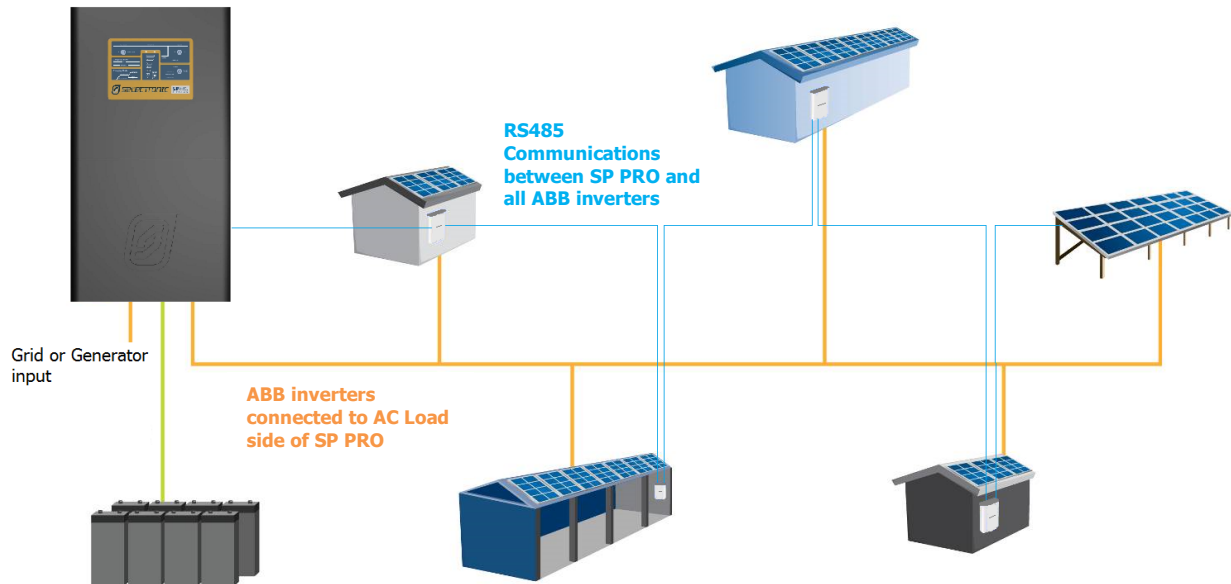 SELECTRONIC
RS485
Communications
between SP PRO and
all ABB inverters
Grid or Generator
input
ABB inverters
connected to AC Load
side of SP PRO